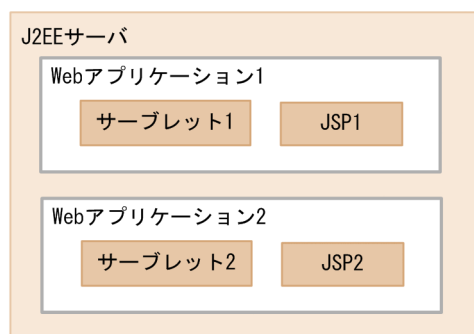 J2EEサーバ
Webアプリケーション1
サーブレット1 JSP1
Webアプリケーション2
サーブレット2 JSP2